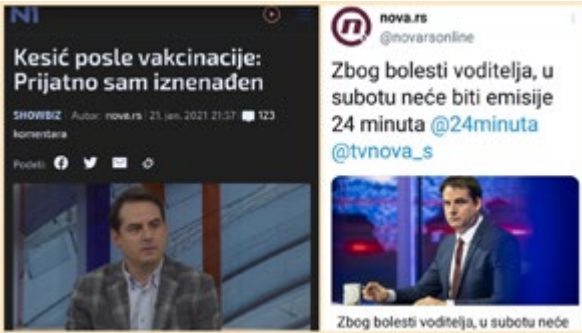 N1
Kesić posle vakcinacije:
Prijatno sam iznenađen
SHOWBIZ Autor: nova.rs 21. jan. 2021 21:37 123
komentara
Podeli:
nova.rs
@novarsonline
Zbog bolesti voditelja, u
subotu neće biti emisije
24 minuta @24minuta
@tvnova_s
Zbog bolesti voditelja, u subotu neće